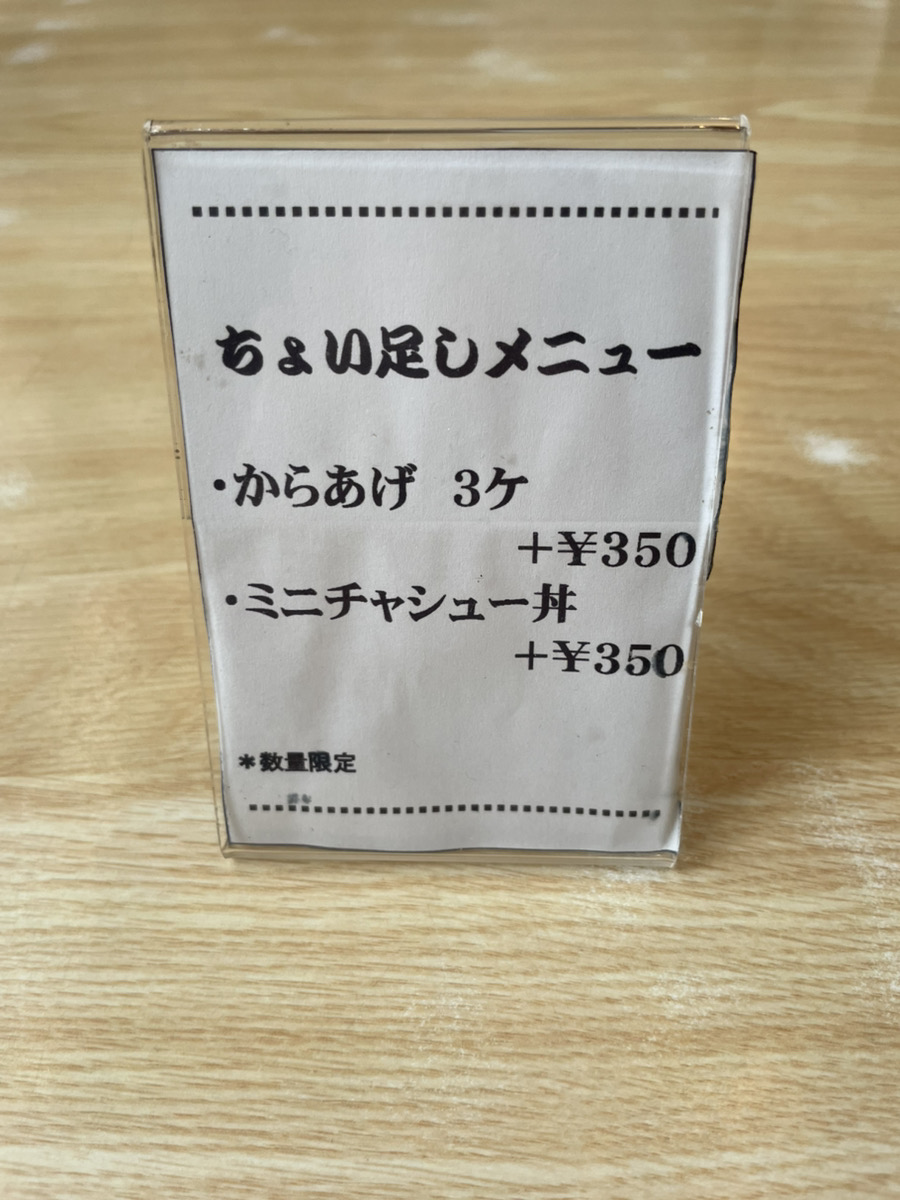 ちょい足しメニュー
・からあげ 3ケ
+¥350
・ミニチャシュー丼
+¥350
＊数量限定